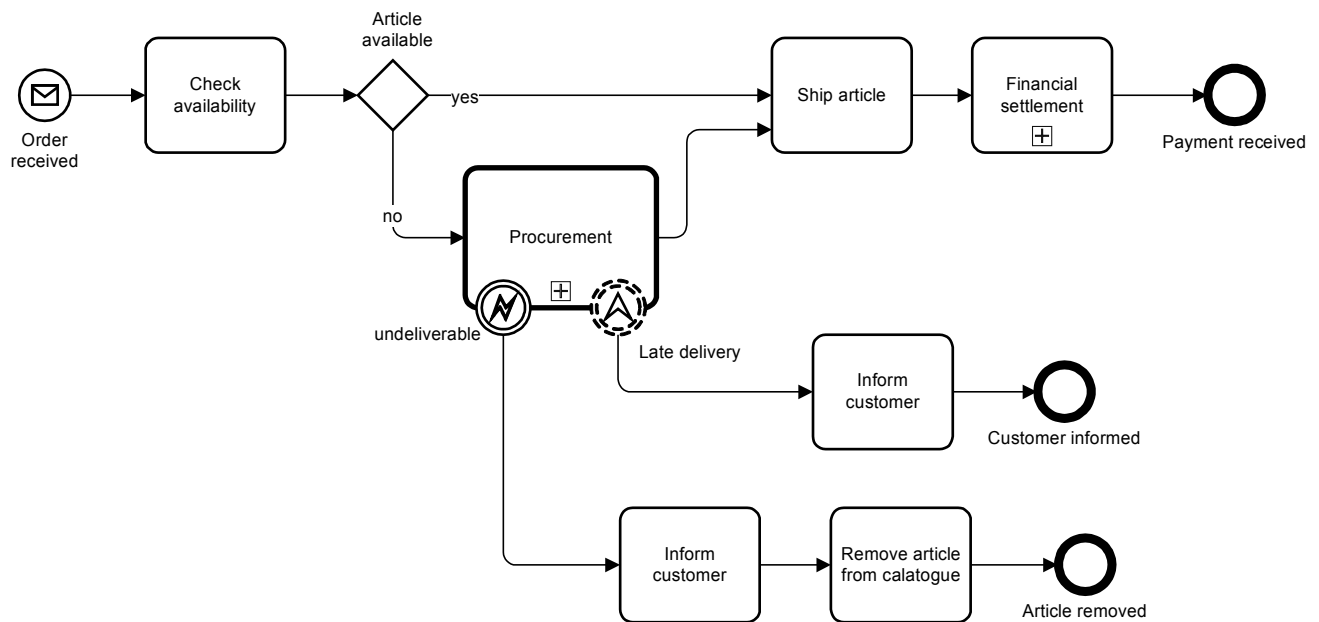 Article
available
Check
availability
yes
Ship article
Financial
settlement
Order
received
Payment received
no
Procurement
undeliverable
Late delivery
Inform
customer
Customer informed
Inform
customer
Remove article
from calatogue
Article removed